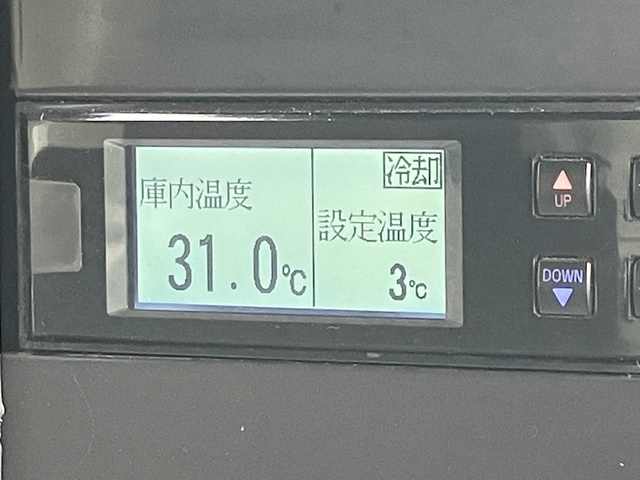 庫内温度
31.0℃
冷却
設定温度
3℃
UP
DOWN